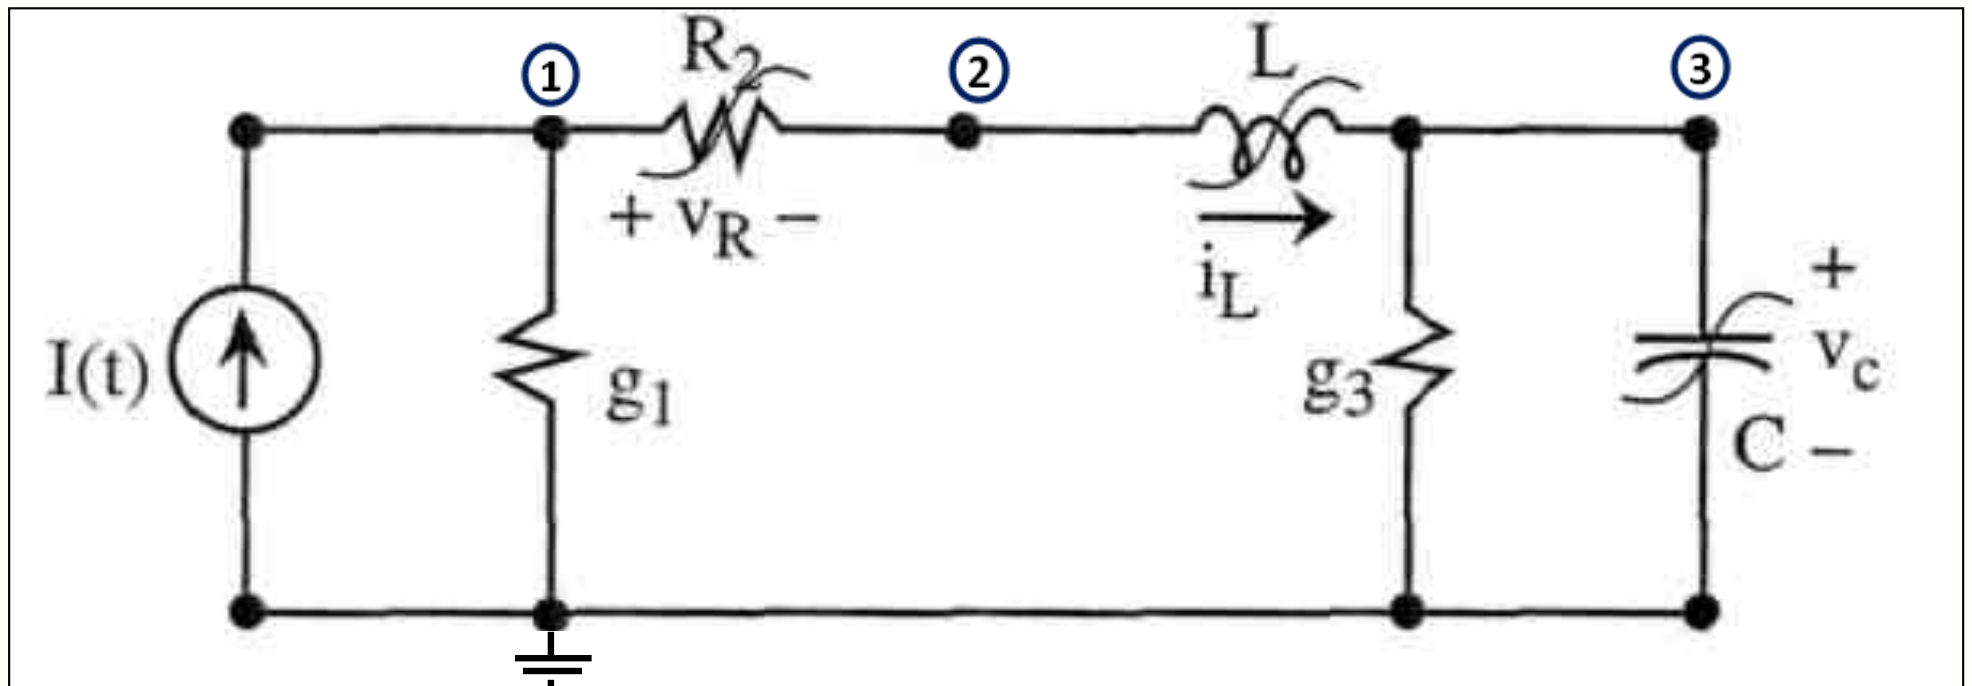 1
R2
2
L
3
+ vR −
iL
I(t)
g1
g3
+
vc
C −